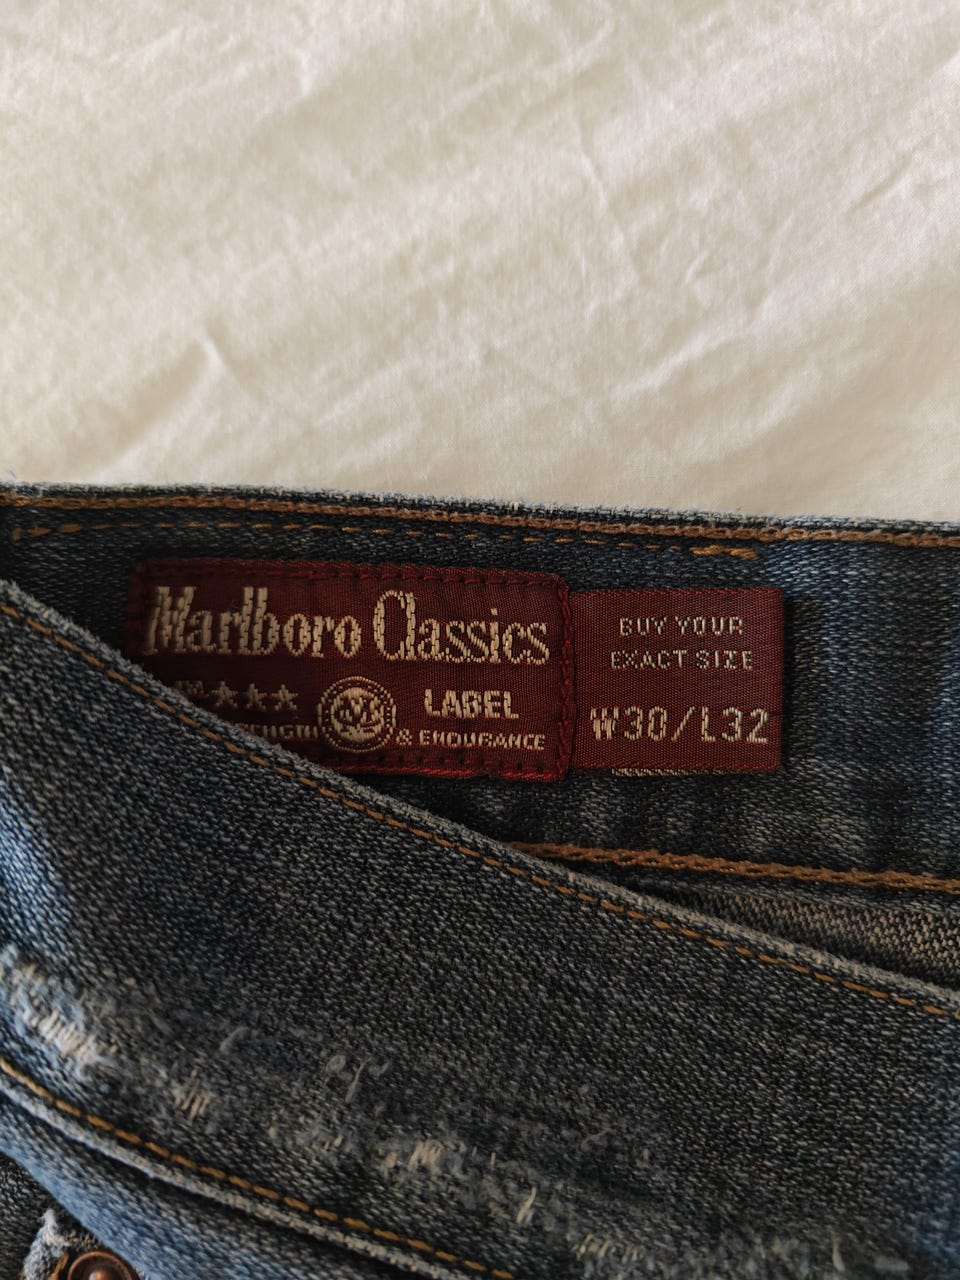 Marlboro Classics
★★★ LABEL
& ENDURANCE
BUY YOUR
EXACT SIZE
W30/L32